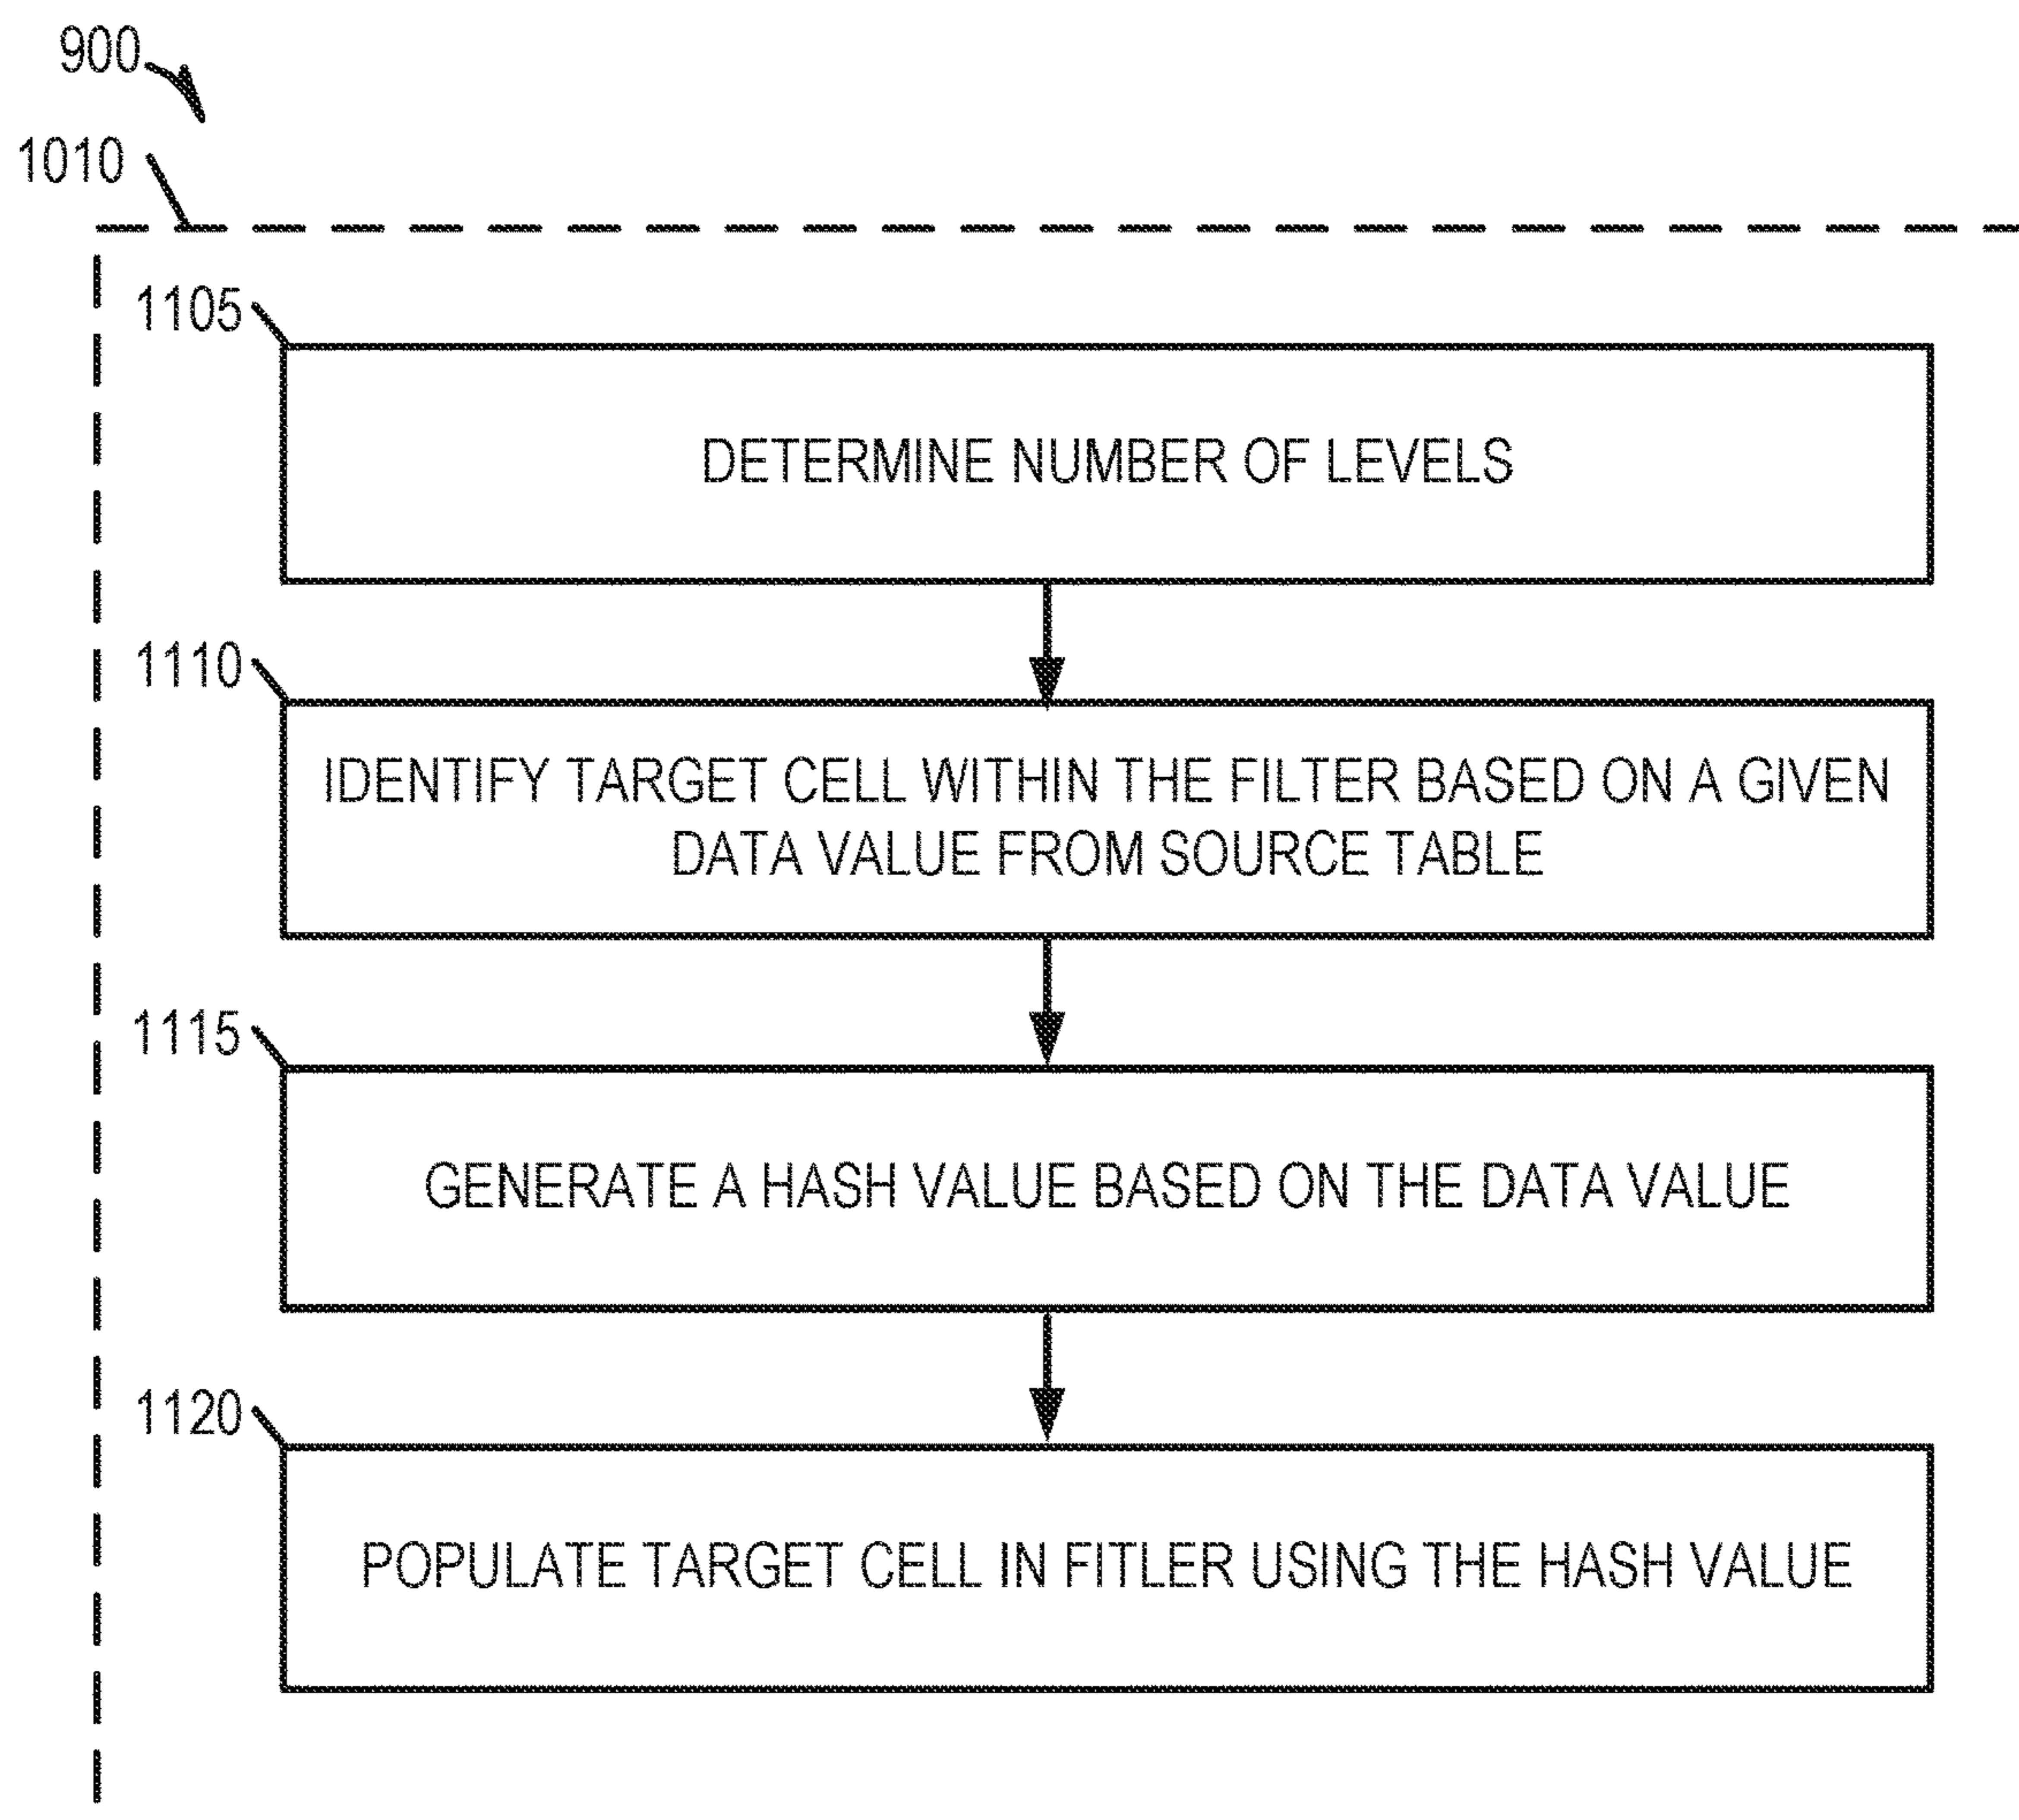 900
1010
1105
DETERMINE NUMBER OF LEVELS
1110
IDENTIFY TARGET CELL WITHIN THE FILTER BASED ON A GIVEN
DATA VALUE FROM SOURCE TABLE
1115
GENERATE A HASH VALUE BASED ON THE DATA VALUE
1120
POPULATE TARGET CELL IN FITLER USING THE HASH VALUE